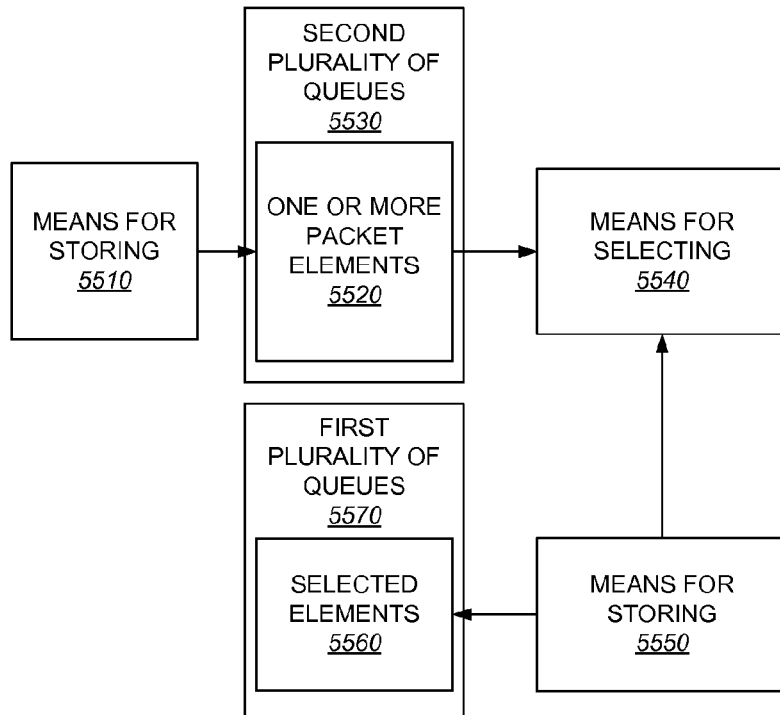 SECOND
PLURALITY OF
QUEUES
5530
MEANS FOR
STORING
5510
ONE OR MORE
PACKET
ELEMENTS
5520
MEANS FOR
SELECTING
5540
FIRST
PLURALITY OF
QUEUES
5570
SELECTED
ELEMENTS
5560
MEANS FOR
STORING
5550